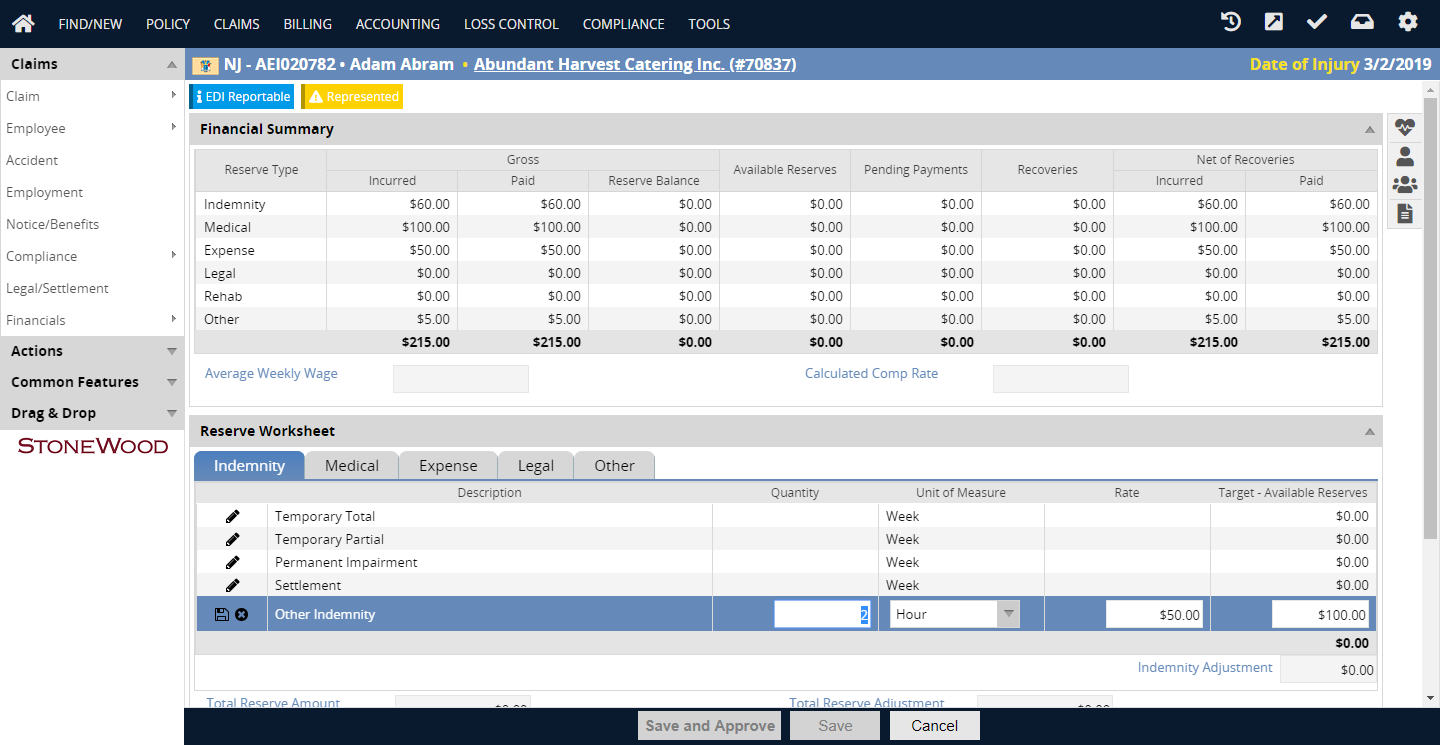 FIND/NEW POLICY CLAIMS BILLING ACCOUNTING LOSS CONTROL COMPLIANCE TOOLS
Claims
NJ - AEI020782 • Adam Abram • Abundant Harvest Catering Inc. (#70837) Date of Injury 3/2/2019
Claim
Employee
Accident
Employment
Notice/Benefits
Compliance
Legal/Settlement
Financials
Actions
Common Features
Drag & Drop
STONEWOOD
EDI Reportable Represented
Financial Summary
Reserve Type Gross Available Reserves Pending Payments Recoveries Net of Recoveries
Incurred Paid Reserve Balance Incurred Paid
Indemnity $60.00 $60.00 $0.00 $0.00 $0.00 $0.00 $60.00 $60.00
Medical $100.00 $100.00 $0.00 $0.00 $0.00 $0.00 $100.00 $100.00
Expense $50.00 $50.00 $0.00 $0.00 $0.00 $0.00 $50.00 $50.00
Legal $0.00 $0.00 $0.00 $0.00 $0.00 $0.00 $0.00 $0.00
Rehab $0.00 $0.00 $0.00 $0.00 $0.00 $0.00 $0.00 $0.00
Other $5.00 $5.00 $0.00 $0.00 $0.00 $0.00 $5.00 $5.00
$215.00 $215.00 $0.00 $0.00 $0.00 $0.00 $215.00 $215.00
Average Weekly Wage Calculated Comp Rate
Reserve Worksheet
Indemnity Medical Expense Legal Other
Description Quantity Unit of Measure Rate Target - Available Reserves
Temporary Total Week $0.00
Temporary Partial Week $0.00
Permanent Impairment Week $0.00
Settlement Week $0.00
Other Indemnity 2 Hour $50.00 $100.00
$0.00
Indemnity Adjustment $0.00
Total Reserve Amount $0.00 Total Reserve Adjustment $0.00
Save and Approve Save Cancel